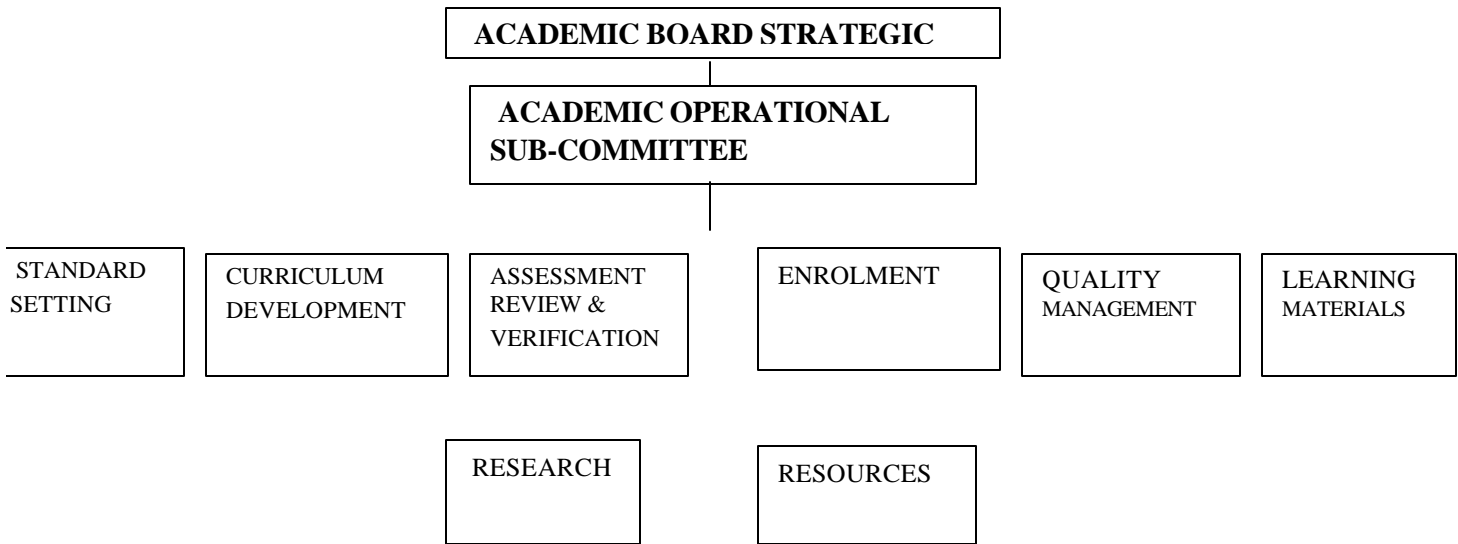 ACADEMIC BOARD STRATEGIC
ACADEMIC OPERATIONAL
SUB-COMMITTEE
STANDARD
SETTING
CURRICULUM
DEVELOPMENT
ASSESSMENT
REVIEW &
VERIFICATION
ENROLMENT
QUALITY
MANAGEMENT
LEARNING
MATERIALS
RESEARCH
RESOURCES